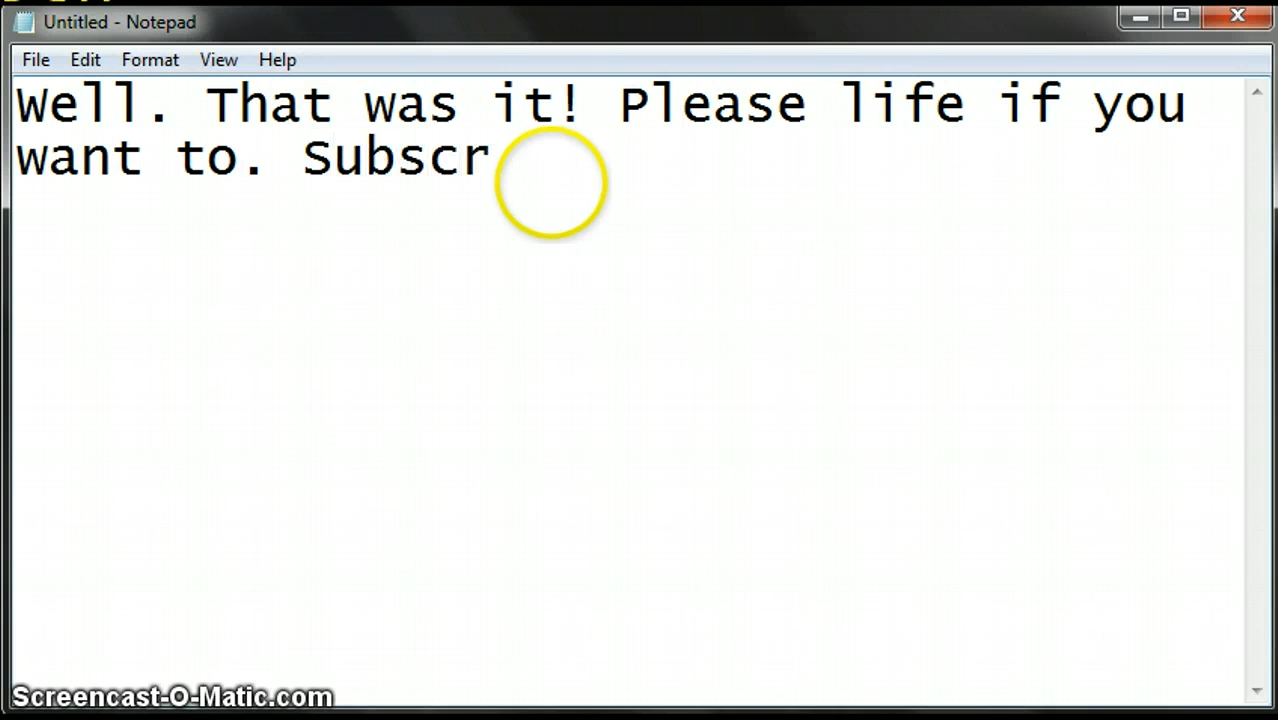 Untitled - Notepad
File Edit Format View Help
Well. That was it! Please life if you
want to. Subscr
Screencast-O-Matic.com